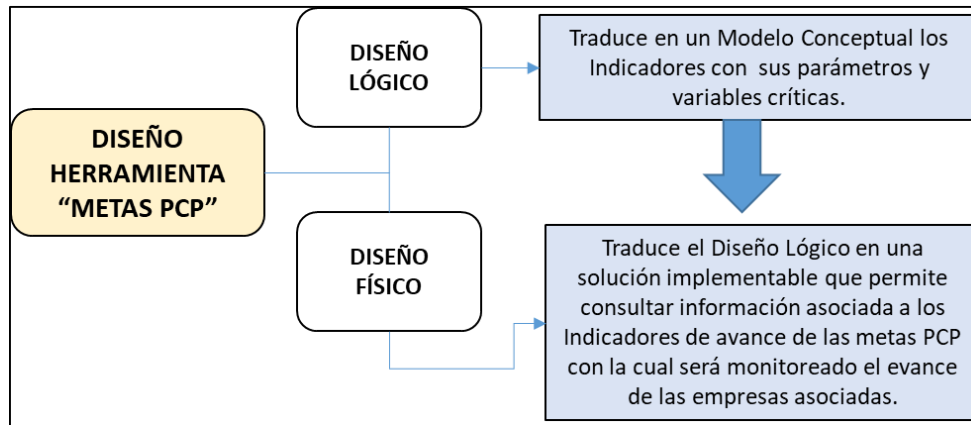 DISEÑO
HERRAMIENTA
“METAS PCP”
DISEÑO
LÓGICO
Traduce en un Modelo Conceptual los
Indicadores con sus parámetros y
variables críticas.
DISEÑO
FÍSICO
Traduce el Diseño Lógico en una
solución implementable que permite
consultar información asociada a los
Indicadores de avance de las metas PCP
con la cual será monitoreado el evance
de las empresas asociadas.